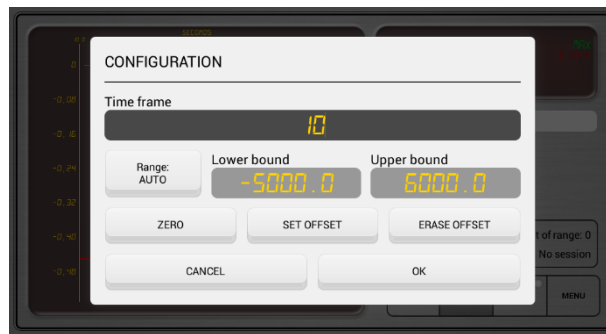 SECONDS
CONFIGURATION
Time frame
10
Range:
AUTO
Lower bound
-5000.0
Upper bound
6000.0
ZERO
SET OFFSET
ERASE OFFSET
CANCEL
OK
0
-0,08
-0,16
-0,24
-0,32
-0,40
-0,48
t of range: 0
No session
MENU